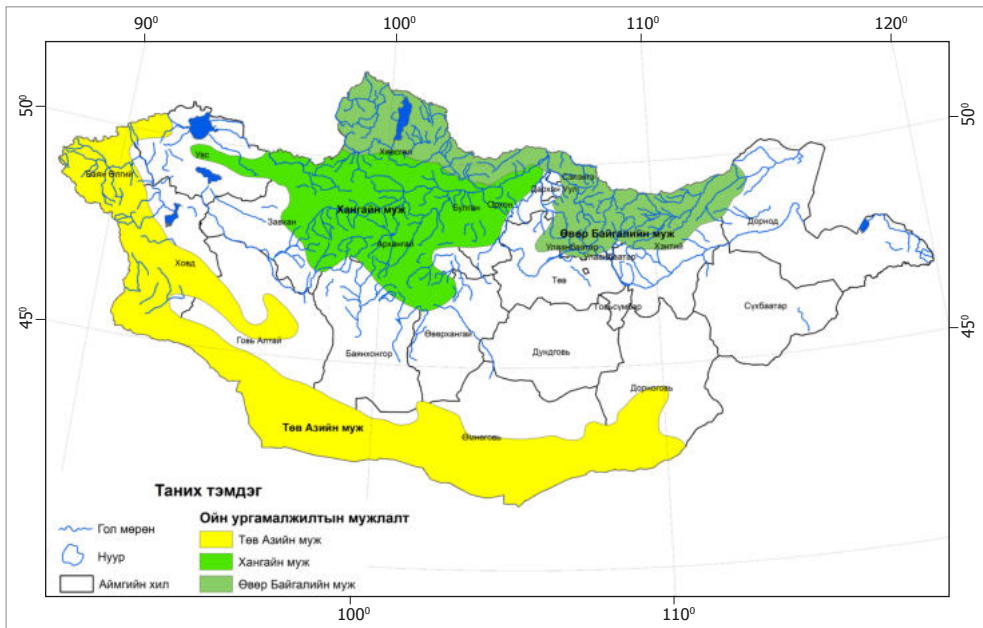 90⁰ 100⁰ 110⁰ 120⁰
50⁰ 50⁰
Увс
Хөвсгөл
Баян Өлгий
Сэлэнгэ
Дархан Уул
Орхон
Булган
Хангайн муж
Завхан
Архангай
Өвөр Байгалийн муж
Дорнод
Улаанбаатар
Хэнтий
Улаанбаатар
Ховд
Төв
Говьсүмбэр
Сүхбаатар
45⁰ 45⁰
Говь Алтай
Өвөрхангай
Баянхонгор
Дундговь
Дорноговь
Төв Азийн муж
Өмнөговь
Таних тэмдэг
Ойн ургамалжилтын мужлалт
Гол мөрөн
Нуур
Аймгийн хил
Төв Азийн муж
Хангайн муж
Өвөр Байгалийн муж
100⁰ 110⁰